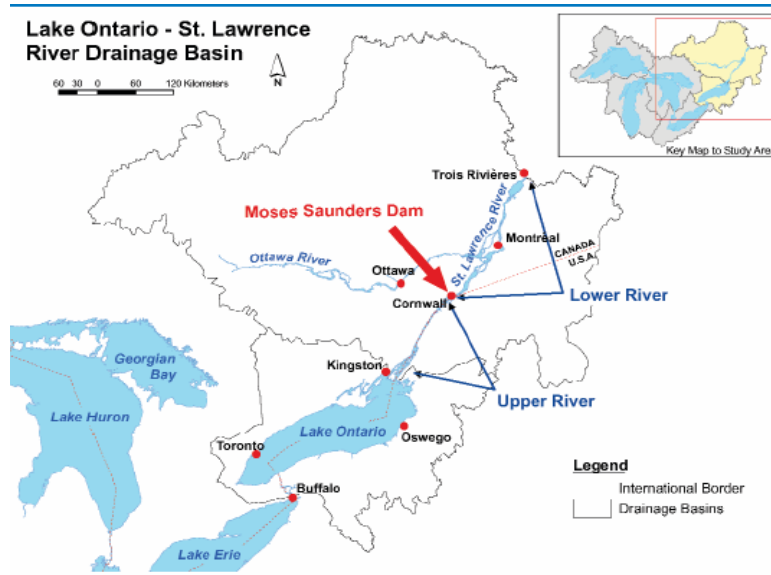 Lake Ontario - St. Lawrence
River Drainage Basin
60 30 0 60 120 Kilometers
N
Key Map to Study Area
Trois Rivières
Moses Saunders Dam
St. Lawrence River
Montréal
Ottawa River
CANADA
U.S.A.
Ottawa
Cornwall
Lower River
Georgian
Bay
Kingston
Upper River
Lake Huron
Lake Ontario
Oswego
Toronto
Buffalo
Lake Erie
Legend
International Border
Drainage Basins